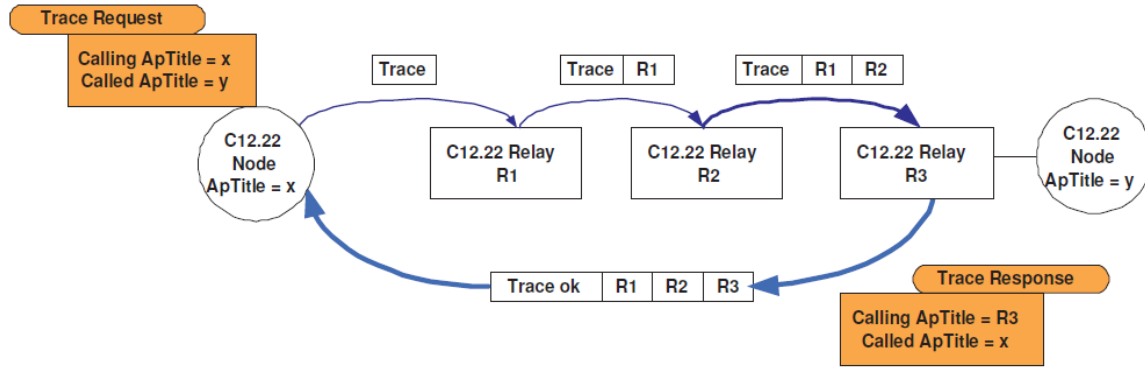 Trace Request
Calling ApTitle = x
Called ApTitle = y
Trace
Trace R1
Trace R1 R2
C12.22
Node
ApTitle = x
C12.22 Relay
R1
C12.22 Relay
R2
C12.22 Relay
R3
C12.22
Node
ApTitle = y
Trace ok R1 R2 R3
Trace Response
Calling ApTitle = R3
Called ApTitle = x